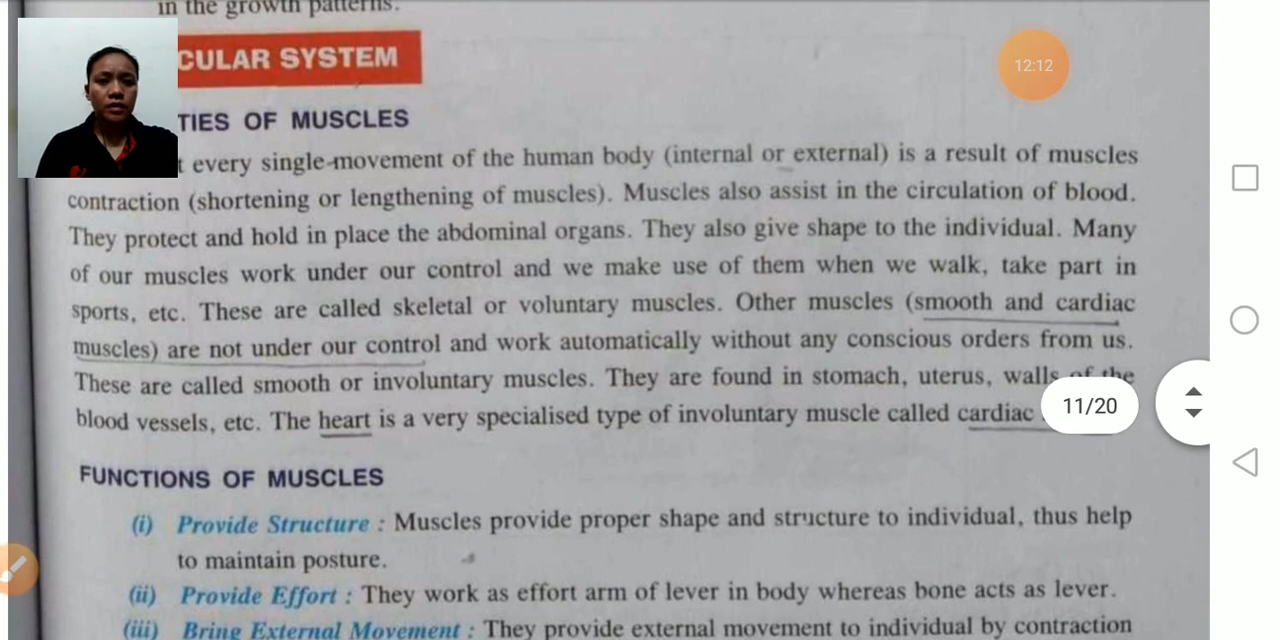 in the growth patterns.
CULAR SYSTEM
12:12
TIES OF MUSCLES
t every single-movement of the human body (internal or external) is a result of muscles
contraction (shortening or lengthening of muscles). Muscles also assist in the circulation of blood.
They protect and hold in place the abdominal organs. They also give shape to the individual. Many
of our muscles work under our control and we make use of them when we walk, take part in
sports, etc. These are called skeletal or voluntary muscles. Other muscles (smooth and cardiac
muscles) are not under our control and work automatically without any conscious orders from us.
These are called smooth or involuntary muscles. They are found in stomach, uterus, walls of the
blood vessels, etc. The heart is a very specialised type of involuntary muscle called cardiac
11/20
FUNCTIONS OF MUSCLES
(i) Provide Structure : Muscles provide proper shape and structure to individual, thus help
to maintain posture.
(ii) Provide Effort : They work as effort arm of lever in body whereas bone acts as lever.
(iii) Bring External Movement : They provide external movement to individual by contraction